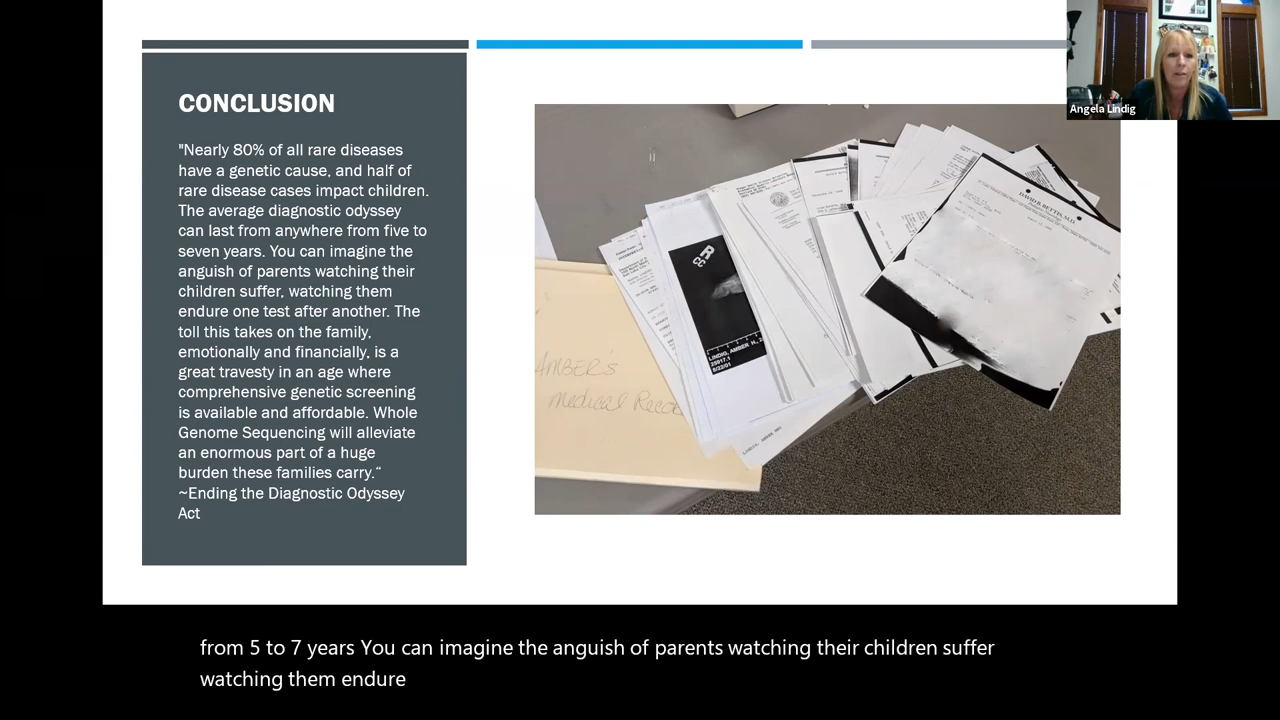 CONCLUSION
"Nearly 80% of all rare diseases
have a genetic cause, and half of
rare disease cases impact children.
The average diagnostic odyssey
can last from anywhere from five to
seven years. You can imagine the
anguish of parents watching their
children suffer, watching them
endure one test after another. The
toll this takes on the family,
emotionally and financially, is a
great travesty in an age where
comprehensive genetic screening
is available and affordable. Whole
Genome Sequencing will alleviate
an enormous part of a huge
burden these families carry."
~Ending the Diagnostic Odyssey
Act
Angela Lindig
DAVID B. BETTIS, M.D.
LINDIG, AMBER H.
AMBER'S
medical
from 5 to 7 years You can imagine the anguish of parents watching their children suffer
watching them endure